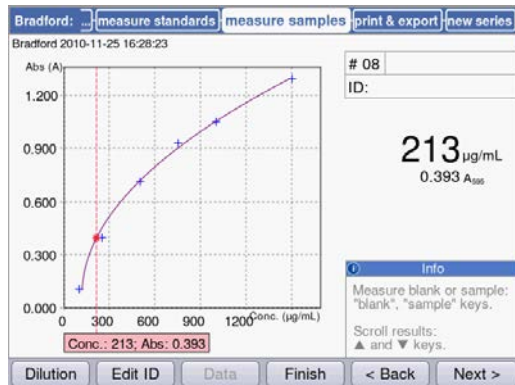 Bradford: ... measure standards measure samples print & export new series
Bradford 2010-11-25 16:28:23
Abs (A)
1.200
0.900
0.600
0.300
0.000
0 300 600 900 1200 Conc. (µg/mL)
Conc.: 213; Abs: 0.393
# 08
ID:
213 µg/mL
0.393 A595
Info
Measure blank or sample:
"blank", "sample" keys.
Scroll results:
▲ and ▼ keys.
Dilution Edit ID Data Finish < Back Next >